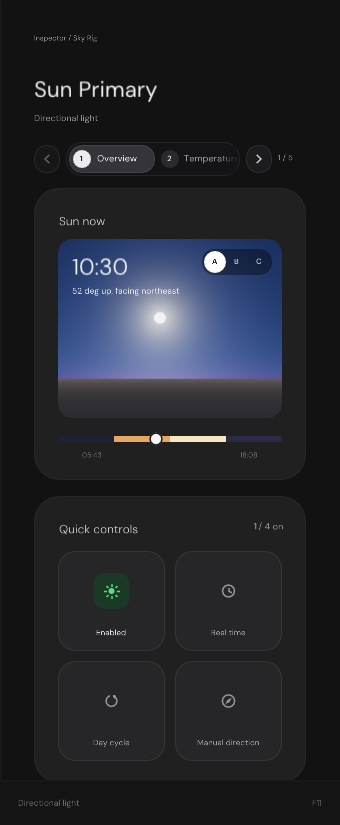 Inspector / Sky Rig
Sun Primary
Directional light
1 Overview 2 Temperature 1 / 5
Sun now
10:30 A B C
52 deg up, facing northeast
05:43 18:08
Quick controls 1 / 4 on
Enabled Real time
Day cycle Manual direction
Directional light F11